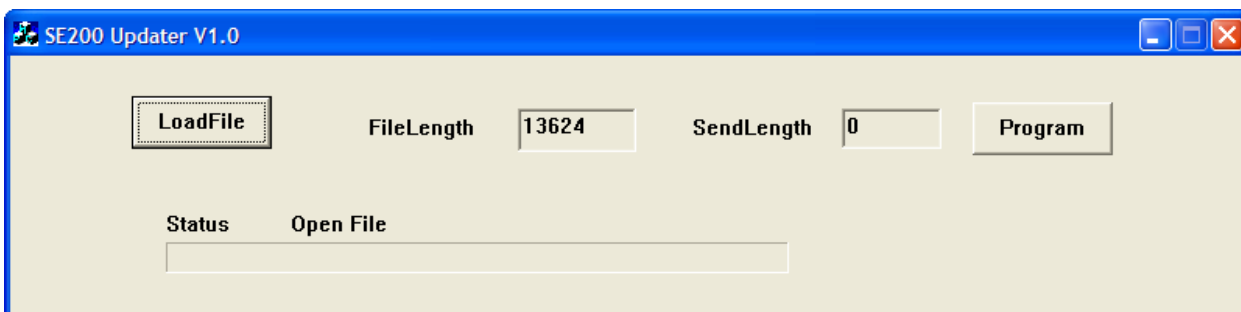 SE200 Updater V1.0
LoadFile FileLength 13624 SendLength 0 Program
Status Open File